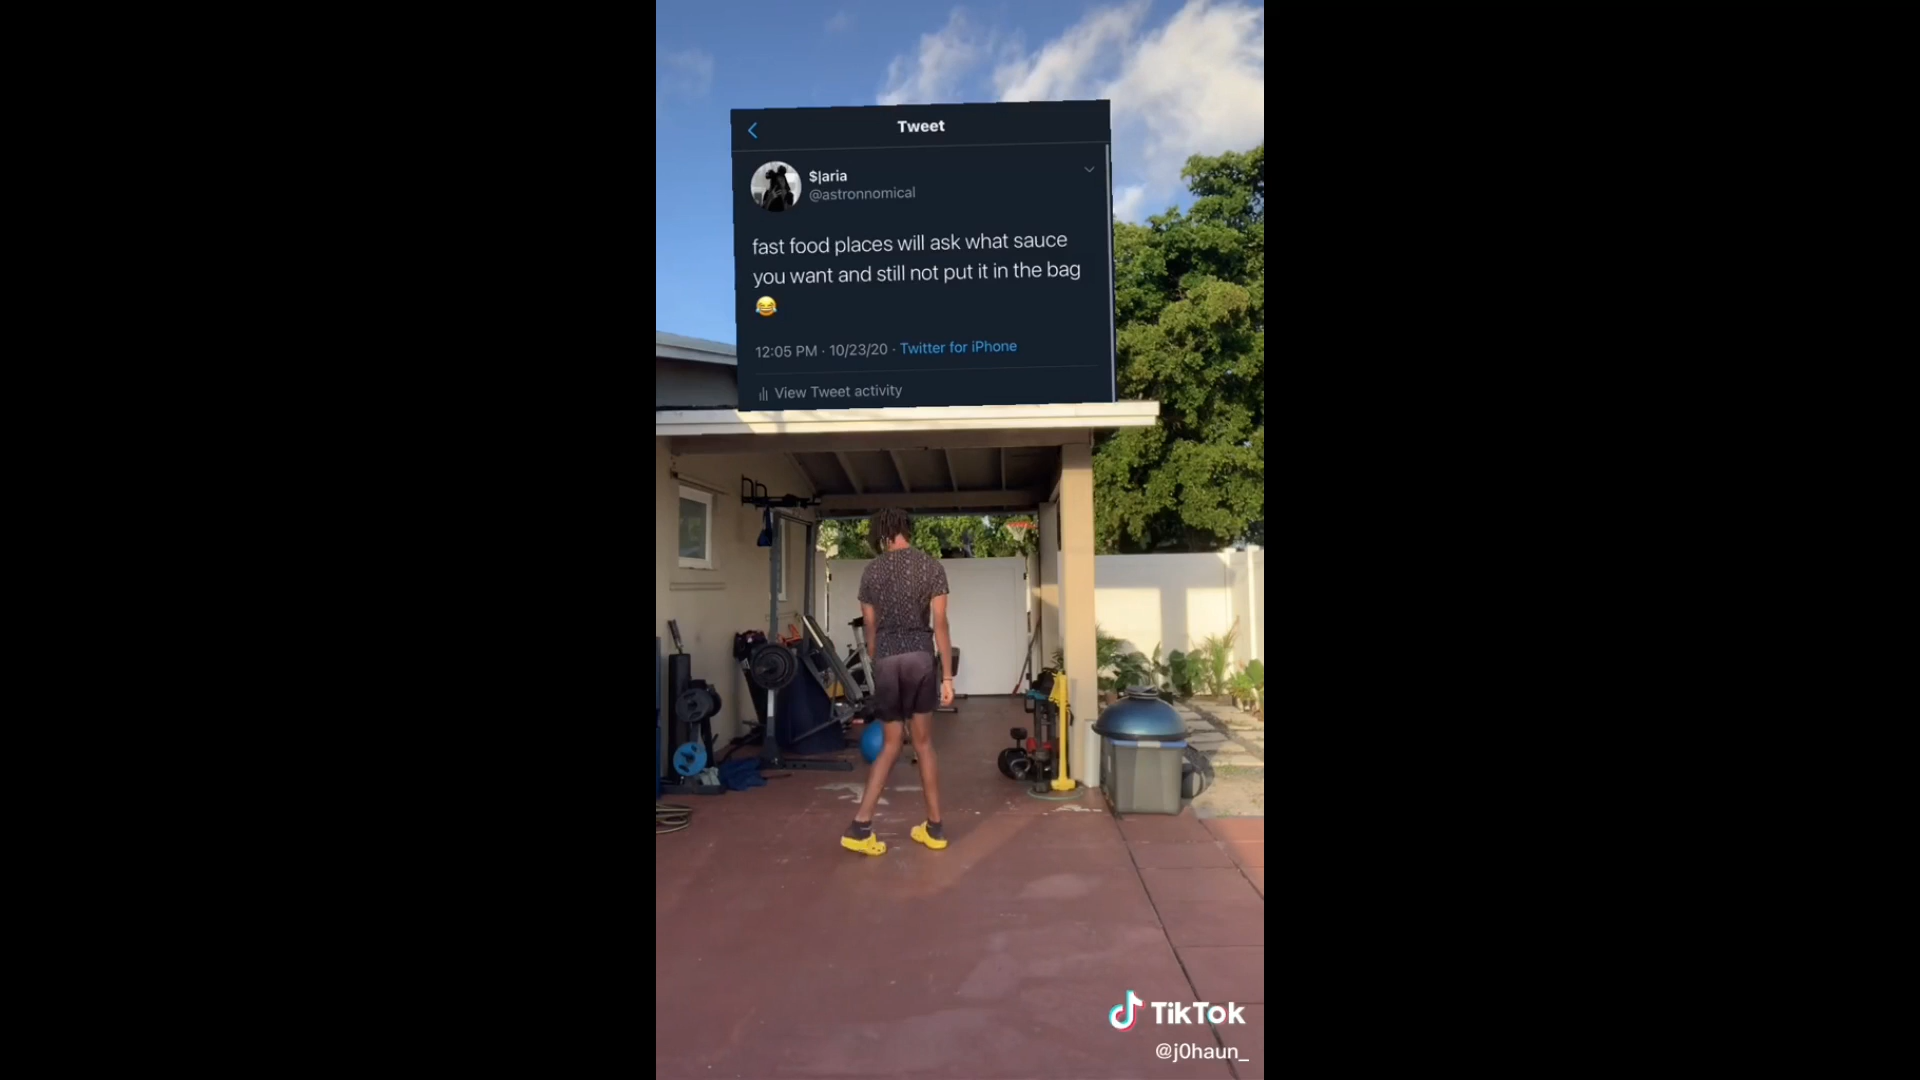 Tweet
$|aria
@astronnomical
fast food places will ask what sauce
you want and still not put it in the bag
😂
12:05 PM · 10/23/20 · Twitter for iPhone
View Tweet activity
TikTok
@j0haun_